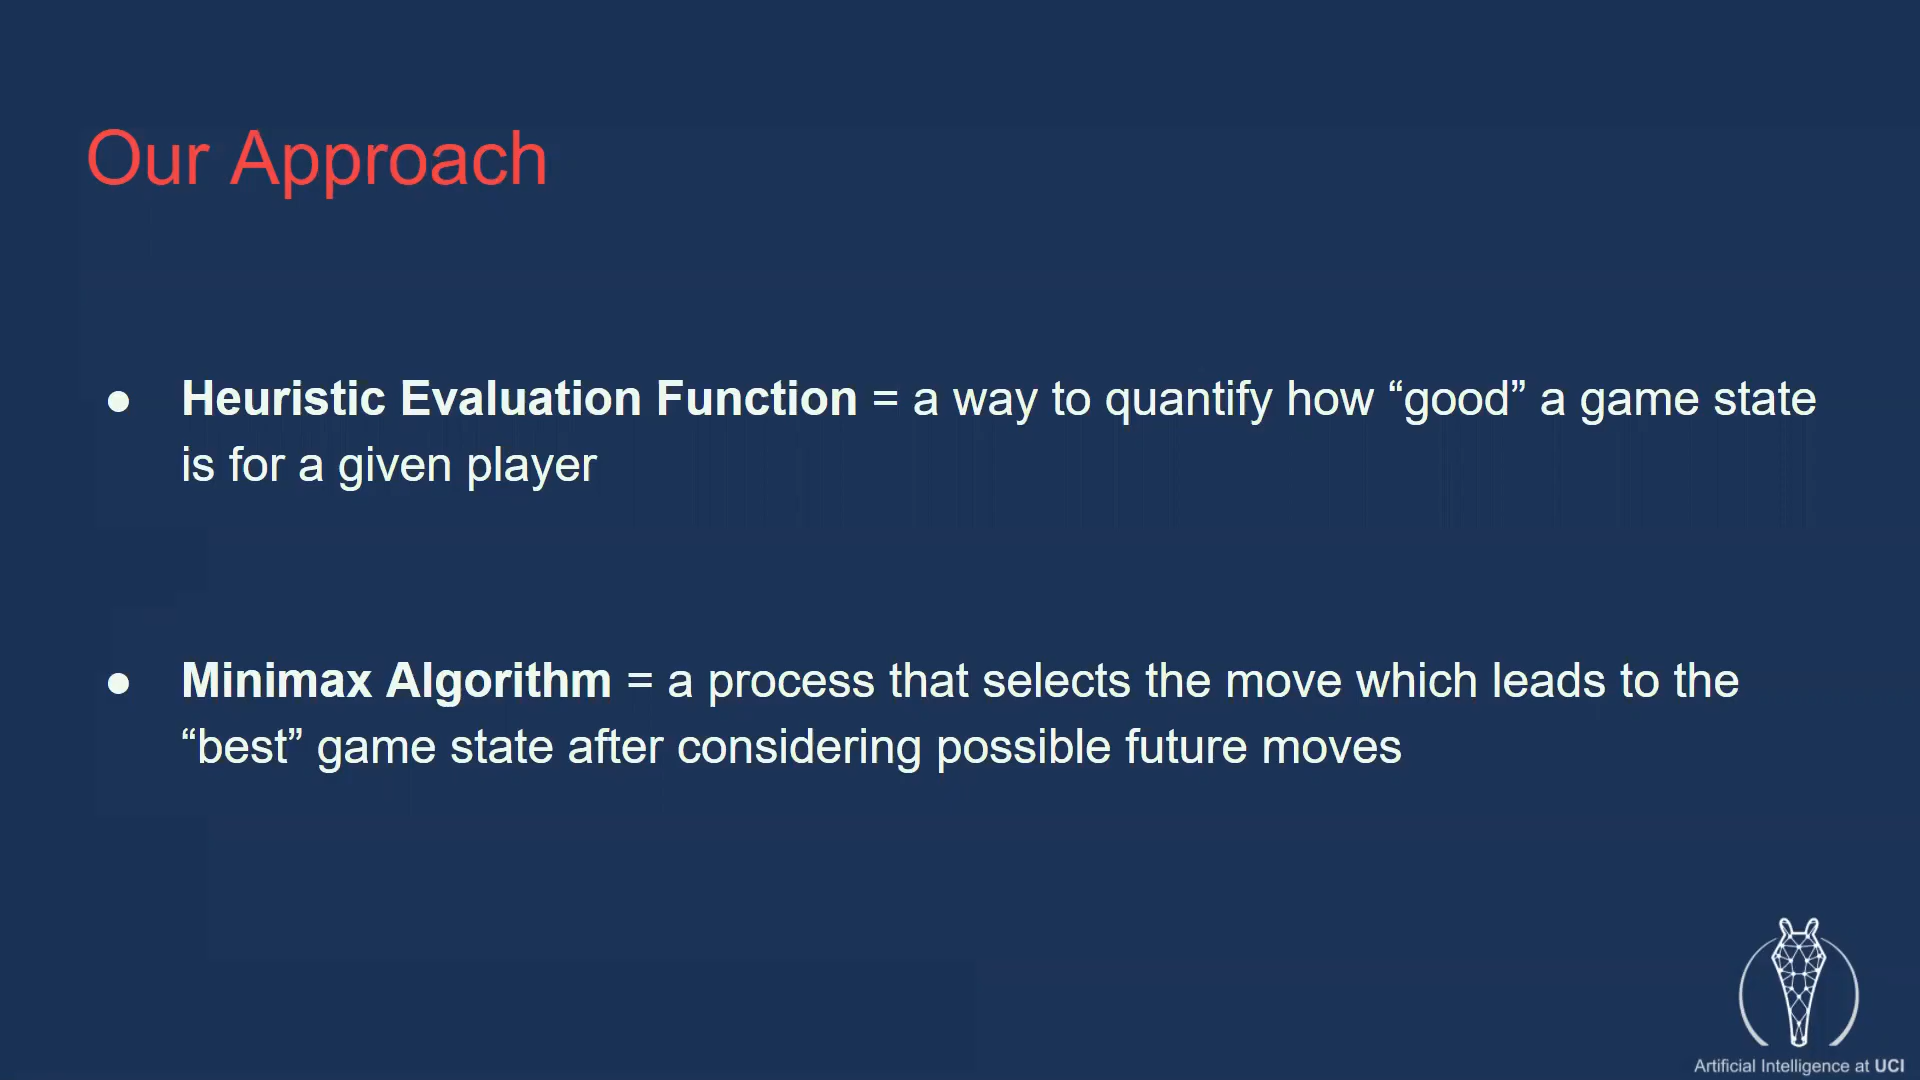 Our Approach
● Heuristic Evaluation Function = a way to quantify how “good” a game state
is for a given player
● Minimax Algorithm = a process that selects the move which leads to the
“best” game state after considering possible future moves
Artificial Intelligence at UCI